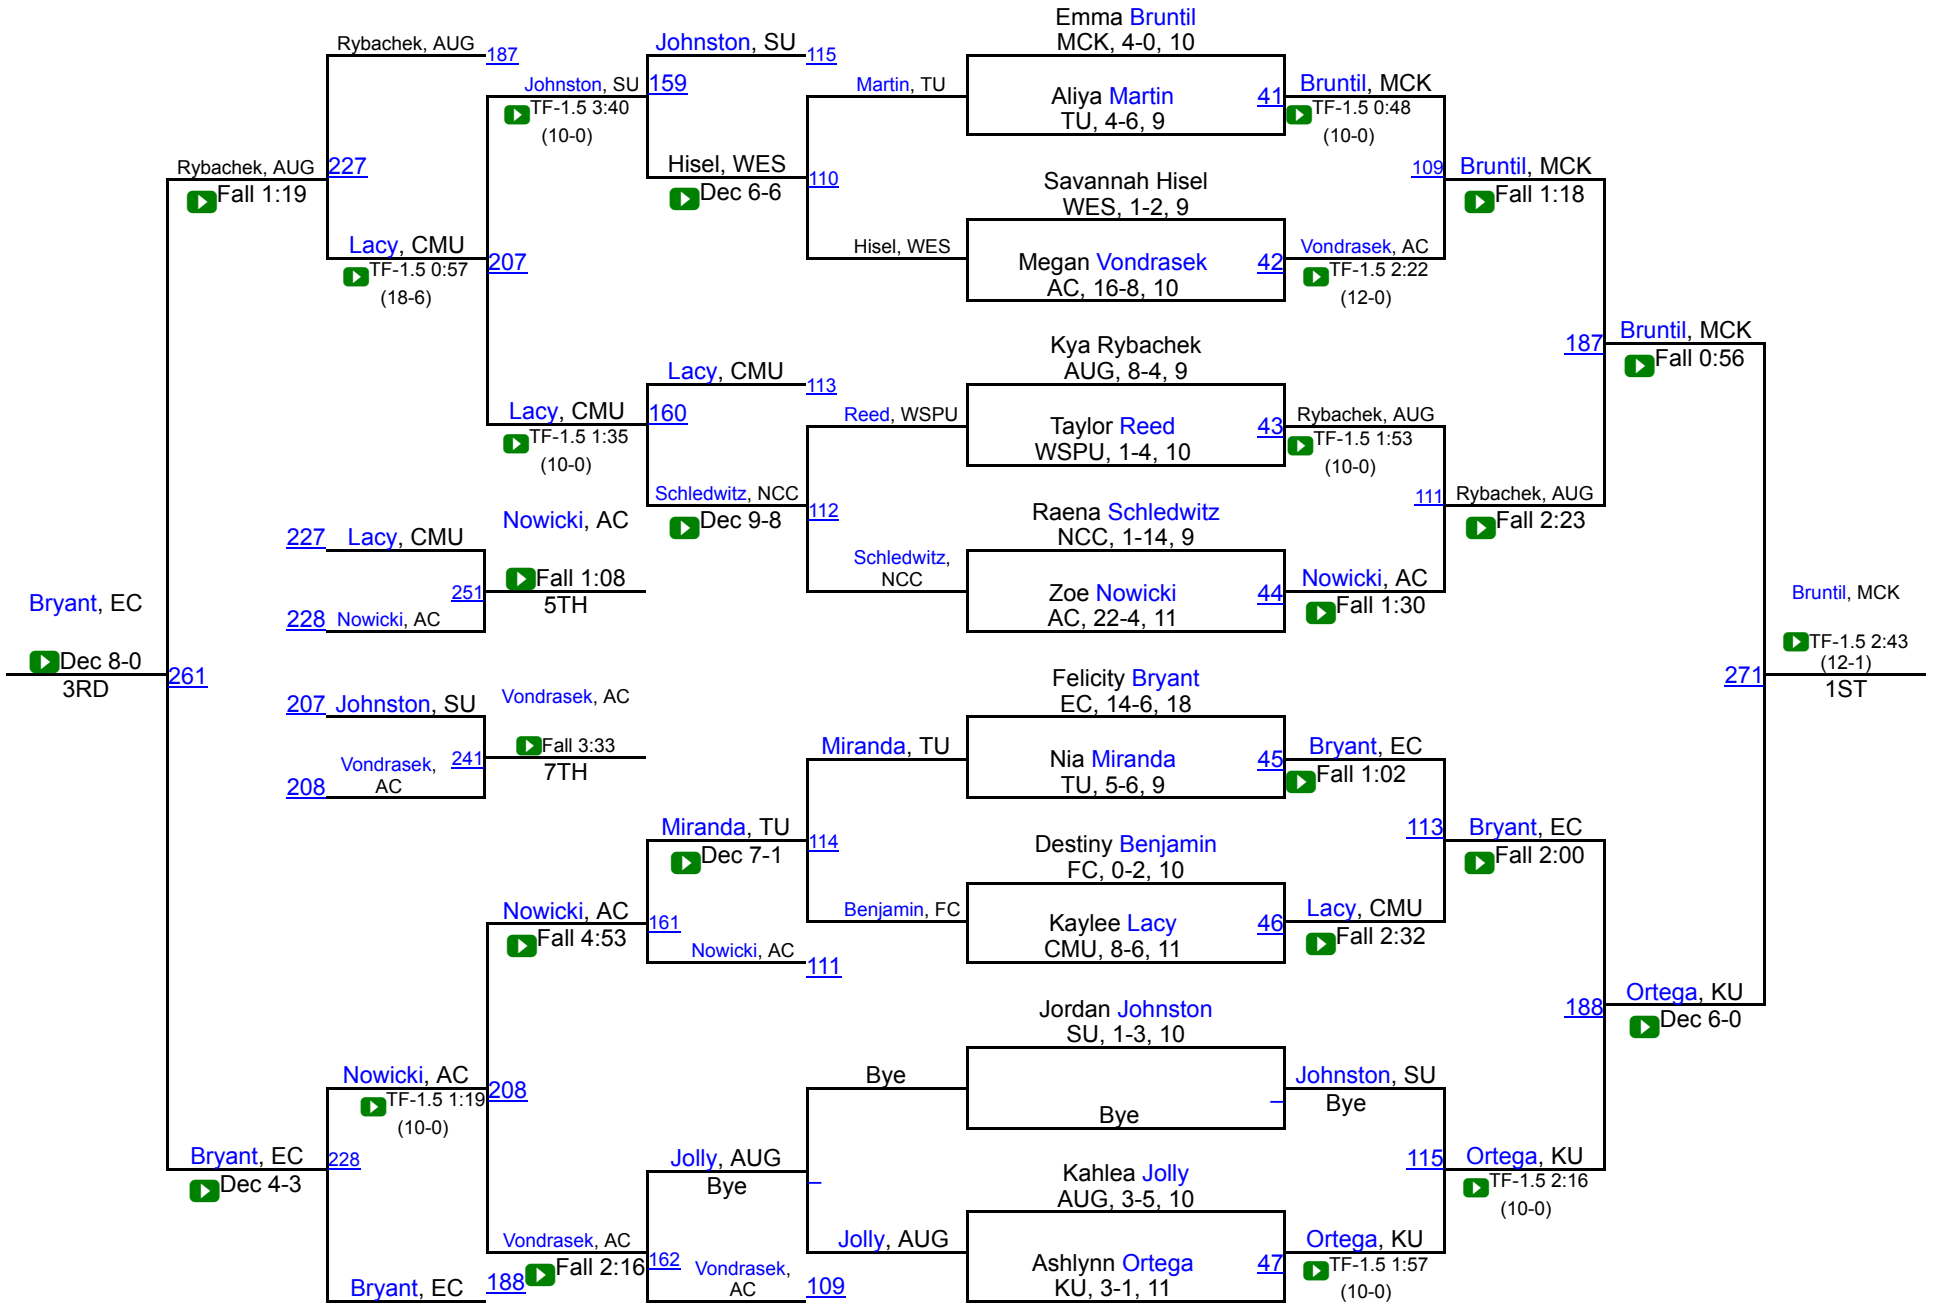 Emma Bruntil
MCK, 4-0, 10
Aliya Martin
TU, 4-6, 9
41
Savannah Hisel
WES, 1-2, 9
Megan Vondrasek
AC, 16-8, 10
42
Kya Rybachek
AUG, 8-4, 9
Taylor Reed
WSPU, 1-4, 10
43
Raena Schledwitz
NCC, 1-14, 9
Zoe Nowicki
AC, 22-4, 11
44
Felicity Bryant
EC, 14-6, 18
Nia Miranda
TU, 5-6, 9
45
Destiny Benjamin
FC, 0-2, 10
Kaylee Lacy
CMU, 8-6, 11
46
Jordan Johnston
SU, 1-3, 10
Bye
_
Kahlea Jolly
AUG, 3-5, 10
Ashlynn Ortega
KU, 3-1, 11
47
Bruntil, MCK
TF-1.5 0:48
(10-0)
109
Vondrasek, AC
TF-1.5 2:22
(12-0)
Rybachek, AUG
TF-1.5 1:53
(10-0)
111
Nowicki, AC
Fall 1:30
Bryant, EC
Fall 1:02
113
Lacy, CMU
Fall 2:32
Johnston, SU
Bye
115
Ortega, KU
TF-1.5 1:57
(10-0)
Bruntil, MCK
Fall 1:18
187
Rybachek, AUG
Fall 2:23
Bryant, EC
Fall 2:00
188
Ortega, KU
TF-1.5 2:16
(10-0)
Bruntil, MCK
Fall 0:56
271
Ortega, KU
Dec 6-0
Bruntil, MCK
TF-1.5 2:43
(12-1)
1ST
Martin, TU
110
Hisel, WES
Reed, WSPU
112
Schledwitz,
NCC
Miranda, TU
114
Benjamin, FC
Bye
_
Jolly, AUG
Johnston, SU
115
159
Hisel, WES
Dec 6-6
Lacy, CMU
113
160
Schledwitz, NCC
Dec 9-8
Miranda, TU
Dec 7-1
161
Nowicki, AC
111
Jolly, AUG
Bye
162
Vondrasek,
AC
109
Johnston, SU
TF-1.5 3:40
(10-0)
207
Lacy, CMU
TF-1.5 1:35
(10-0)
Nowicki, AC
Fall 4:53
208
Vondrasek, AC
Fall 2:16
Rybachek, AUG
187
227
Lacy, CMU
TF-1.5 0:57
(18-6)
Nowicki, AC
TF-1.5 1:19
(10-0)
228
Bryant, EC
188
Rybachek, AUG
Fall 1:19
261
Bryant, EC
Dec 4-3
Bryant, EC
Dec 8-0
3RD
227
Lacy, CMU
251
228
Nowicki, AC
Nowicki, AC
Fall 1:08
5TH
207
Johnston, SU
241
208
Vondrasek,
AC
Vondrasek, AC
Fall 3:33
7TH